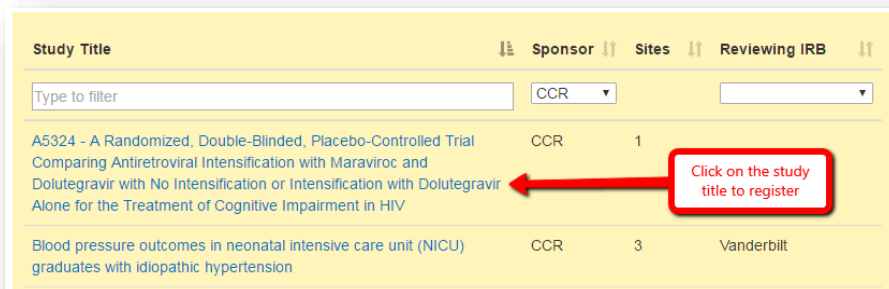 Study Title Sponsor Sites Reviewing IRB
Type to filter CCR
A5324 - A Randomized, Double-Blinded, Placebo-Controlled Trial CCR 1
Comparing Antiretroviral Intensification with Maraviroc and
Dolutegravir with No Intensification or Intensification with Dolutegravir
Alone for the Treatment of Cognitive Impairment in HIV
Click on the study
title to register
Blood pressure outcomes in neonatal intensive care unit (NICU) CCR 3 Vanderbilt
graduates with idiopathic hypertension